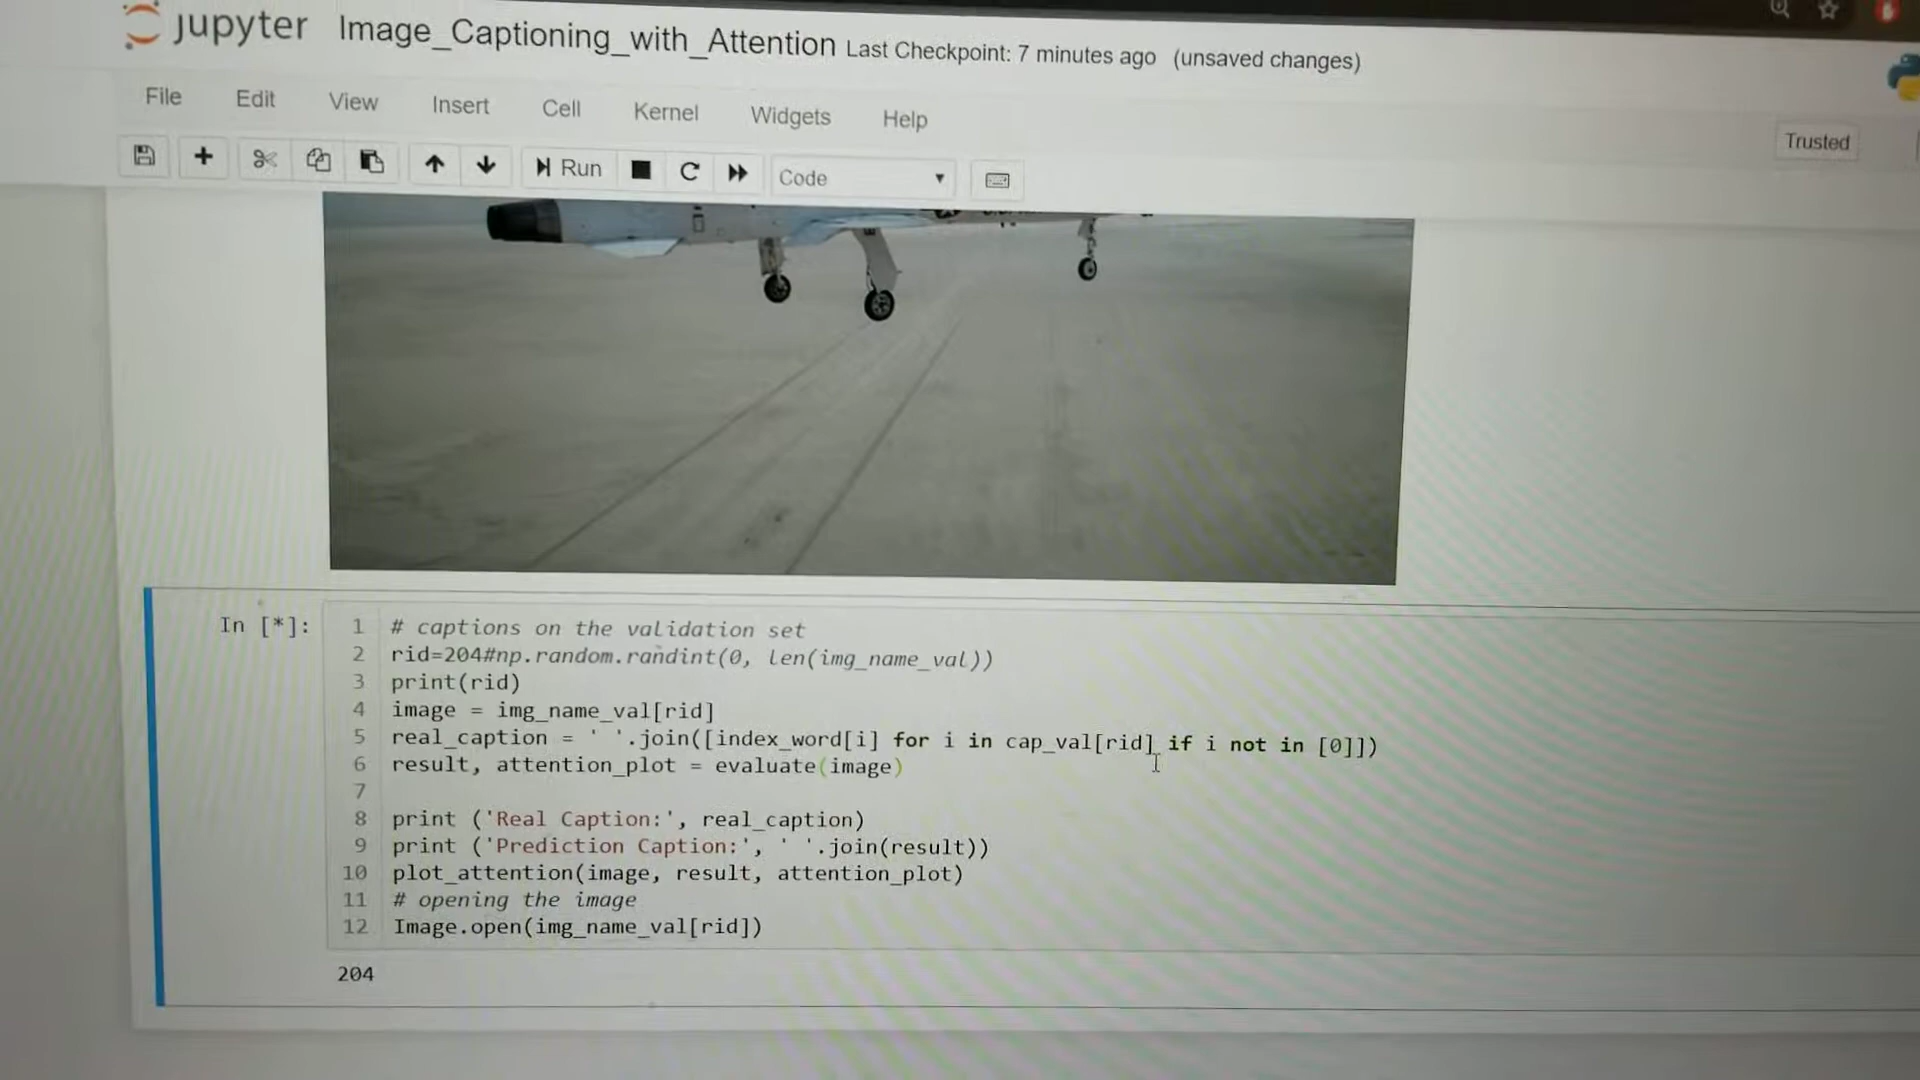 jupyter Image_Captioning_with_Attention Last Checkpoint: 7 minutes ago (unsaved changes)
File Edit View Insert Cell Kernel Widgets Help
Trusted
Run Code
In [*]:
1 # captions on the validation set
2 rid=204#np.random.randint(0, len(img_name_val))
3 print(rid)
4 image = img_name_val[rid]
5 real_caption = ' '.join([index_word[i] for i in cap_val[rid] if i not in [0]])
6 result, attention_plot = evaluate(image)
7
8 print ('Real Caption:', real_caption)
9 print ('Prediction Caption:', ' '.join(result))
10 plot_attention(image, result, attention_plot)
11 # opening the image
12 Image.open(img_name_val[rid])
204